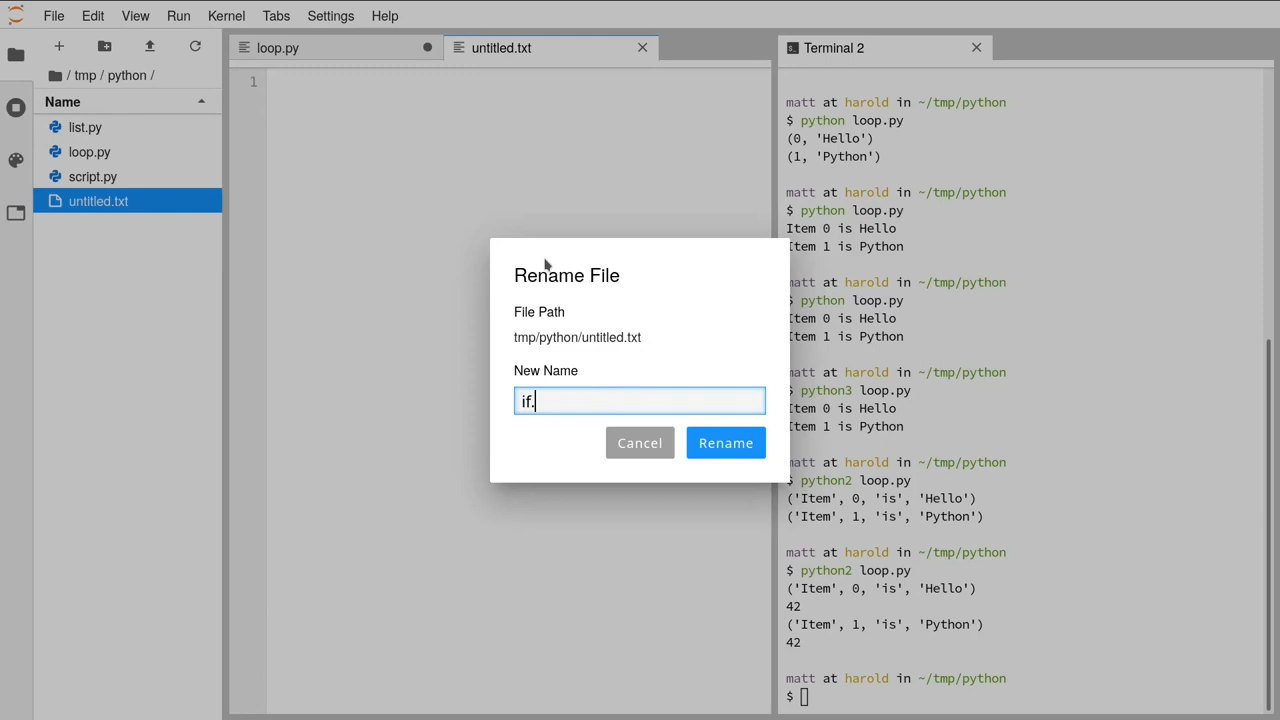 File Edit View Run Kernel Tabs Settings Help
/ tmp / python /
Name
list.py
loop.py
script.py
untitled.txt
loop.py
untitled.txt
1
Rename File
File Path
tmp/python/untitled.txt
New Name
if.
Cancel Rename
Terminal 2
matt at harold in ~/tmp/python
$ python loop.py
(0, 'Hello')
(1, 'Python')
matt at harold in ~/tmp/python
$ python loop.py
Item 0 is Hello
Item 1 is Python
matt at harold in ~/tmp/python
$ python loop.py
Item 0 is Hello
Item 1 is Python
matt at harold in ~/tmp/python
$ python3 loop.py
Item 0 is Hello
Item 1 is Python
matt at harold in ~/tmp/python
$ python2 loop.py
('Item', 0, 'is', 'Hello')
('Item', 1, 'is', 'Python')
matt at harold in ~/tmp/python
$ python2 loop.py
('Item', 0, 'is', 'Hello')
42
('Item', 1, 'is', 'Python')
42
matt at harold in ~/tmp/python
$